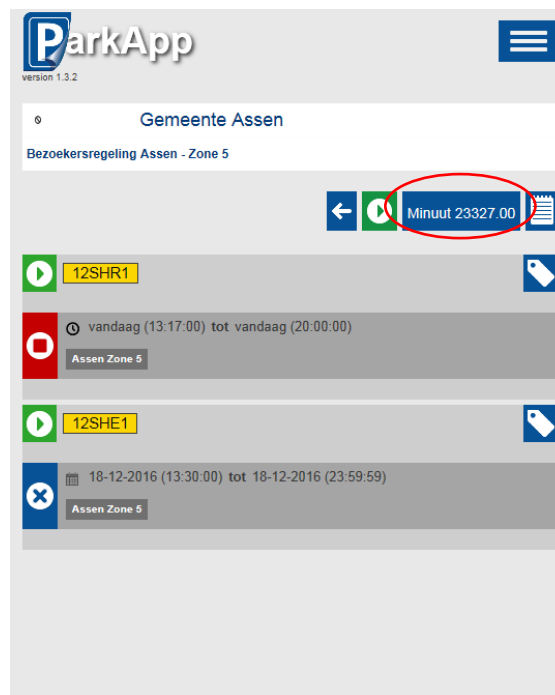 ParkApp
version 1.3.2
Gemeente Assen
Bezoekersregeling Assen - Zone 5
Minuut 23327.00
12SHR1
vandaag (13:17:00) tot vandaag (20:00:00)
Assen Zone 5
12SHE1
18-12-2016 (13:30:00) tot 18-12-2016 (23:59:59)
Assen Zone 5